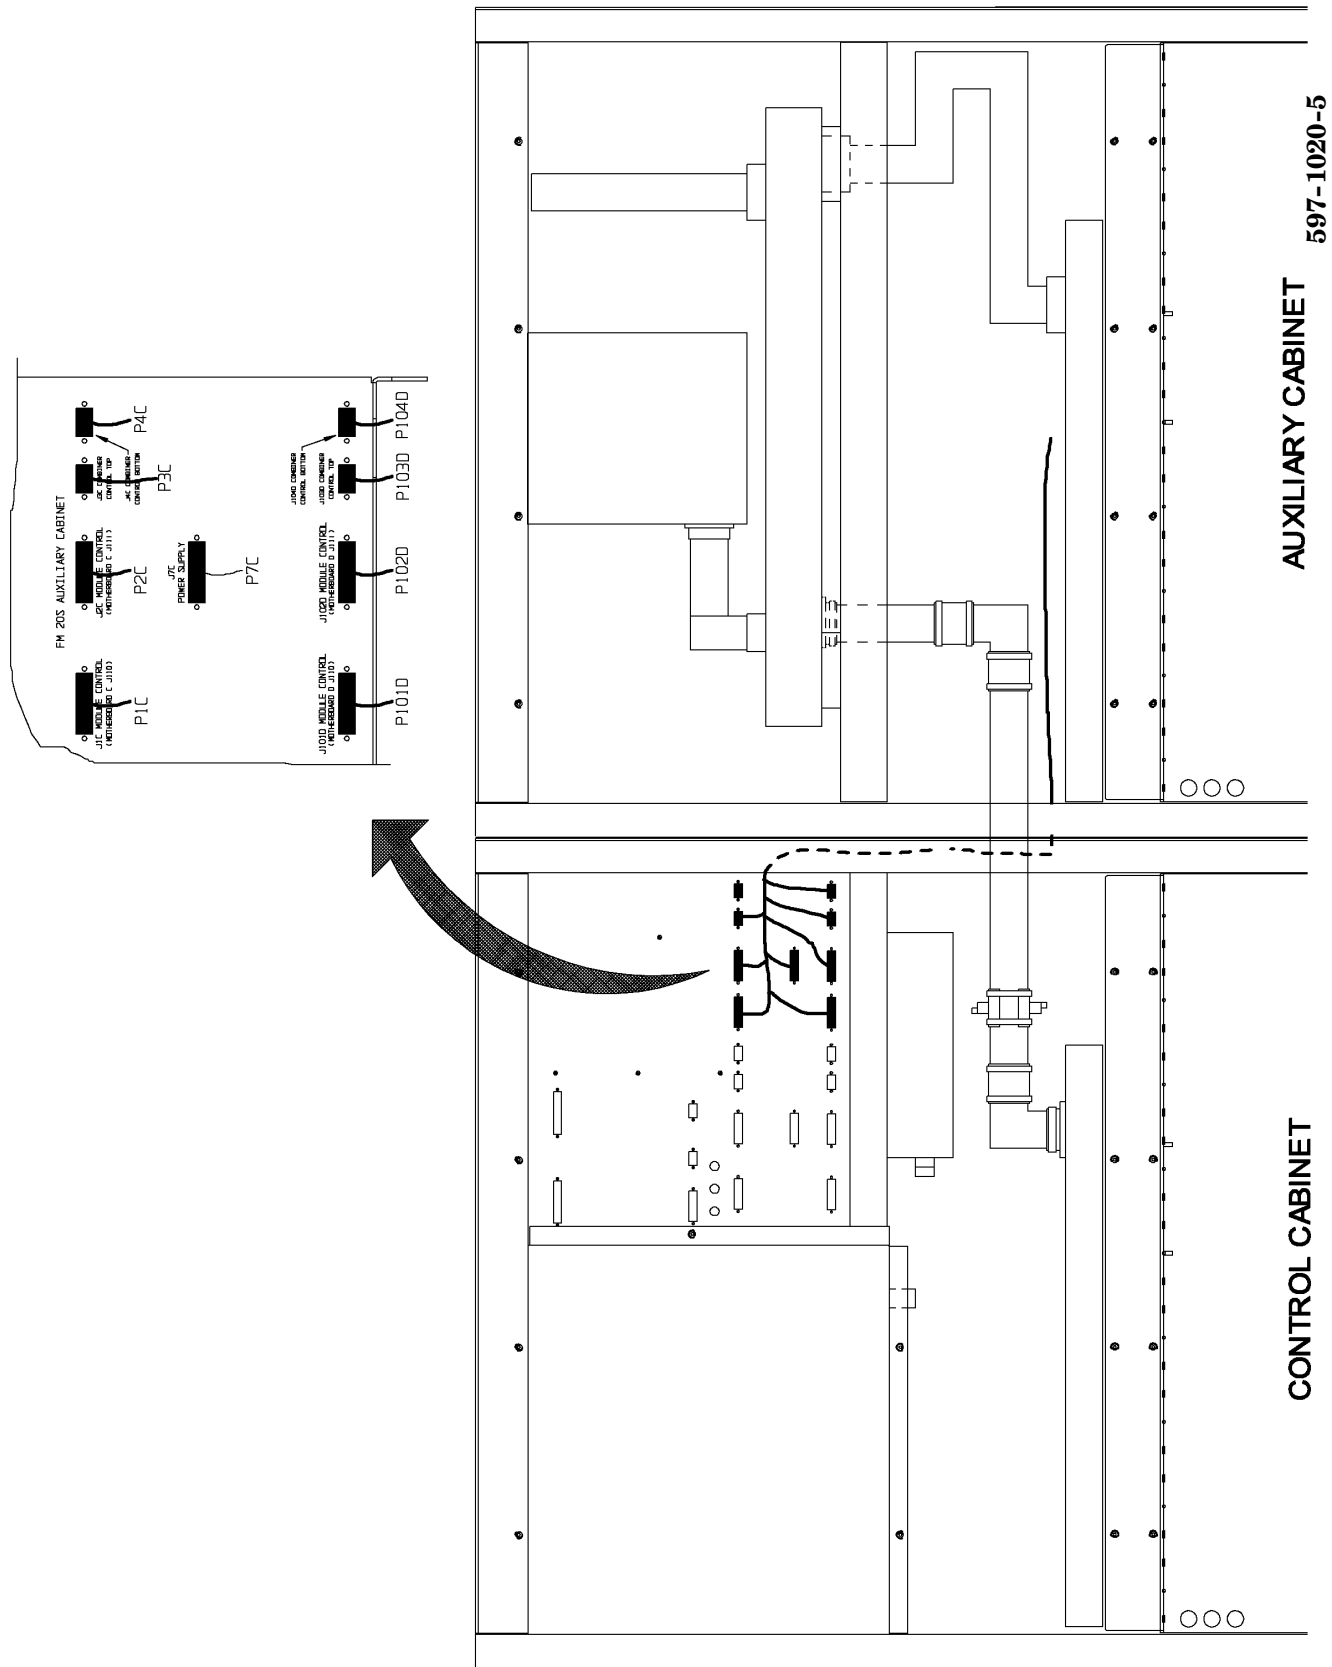 FM 20S AUXILIARY CABINET
J1C MODULE CONTROL
(MOTHERBOARD C J110)
P1C
J2C MODULE CONTROL
(MOTHERBOARD C J111)
P2C
J3C COMBINER
CONTROL TOP
P3C
J4C COMBINER
CONTROL BOTTOM
P4C
J7C
POWER SUPPLY
P7C
J101D MODULE CONTROL
(MOTHERBOARD D J110)
P101D
J102D MODULE CONTROL
(MOTHERBOARD D J111)
P102D
J104D COMBINER
CONTROL BOTTOM
J103D COMBINER
CONTROL TOP
P103D
P104D
CONTROL CABINET
AUXILIARY CABINET
597-1020-5